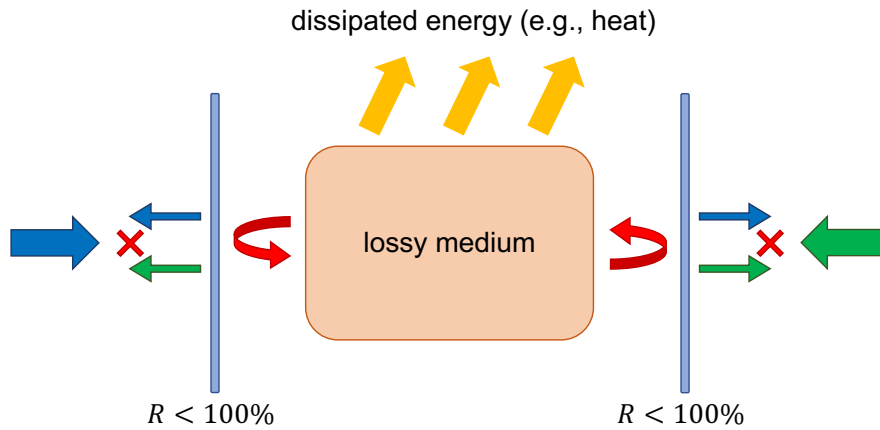 dissipated energy (e.g., heat)
lossy medium
R < 100%
R < 100%